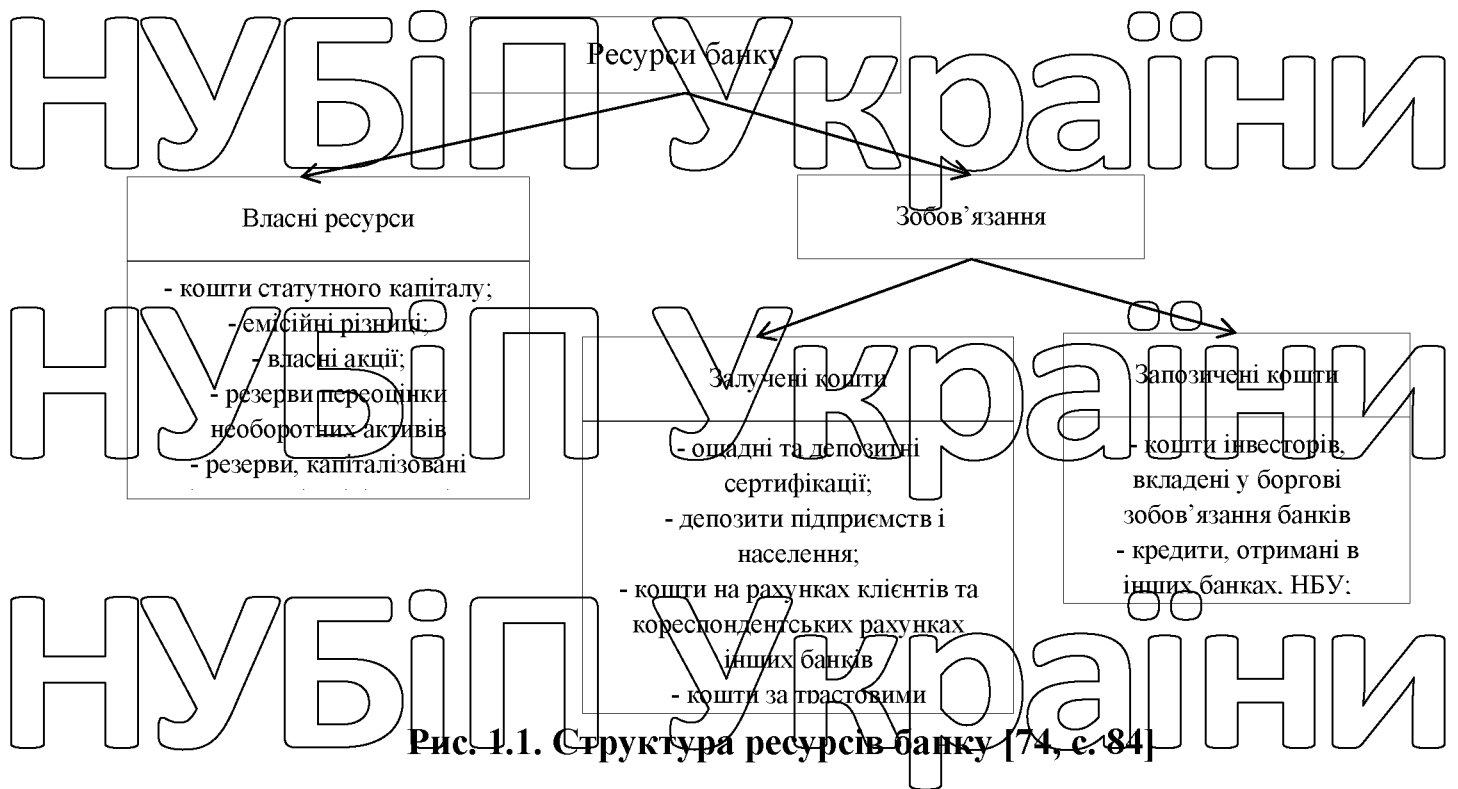 НУБіП України
Ресурси банку
Власні ресурси
- кошти статутного капіталу;
- емісійні різниці;
- власні акції;
- резерви переоцінки
необоротних активів
- резерви, капіталізовані
Зобов’язання
НУБіП України
Залучені кошти
- ощадні та депозитні
сертифікації;
- депозити підприємств і
населення;
- кошти на рахунках клієнтів та
кореспондентських рахунках
інших банків
- кошти за трастовими
Запозичені кошти
- кошти інвесторів,
вкладені у боргові
зобов’язання банків
- кредити, отримані в
інших банках, НБУ;
НУБіП України
Рис. 1.1. Структура ресурсів банку [74, с. 84]